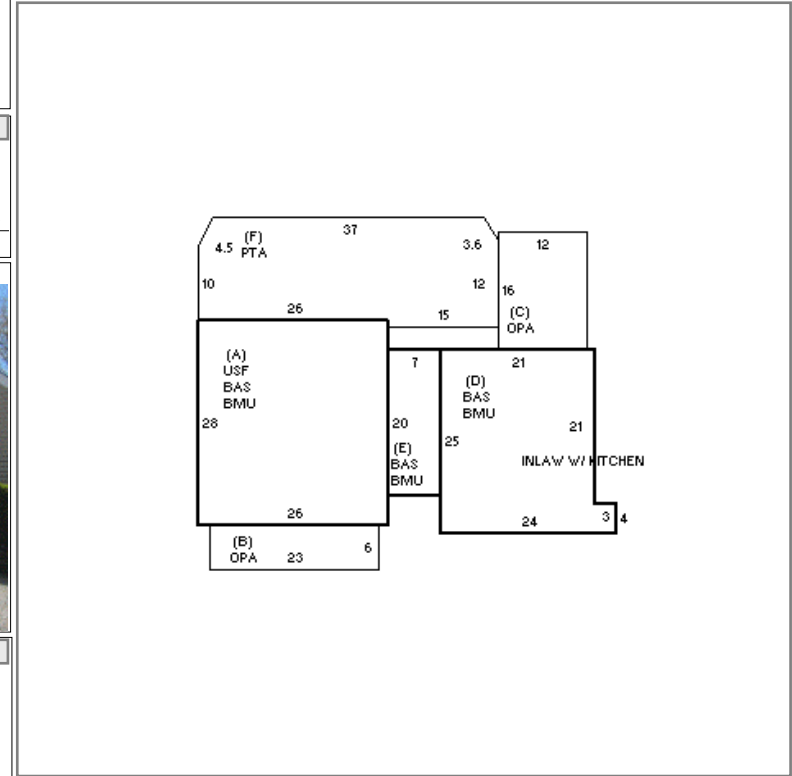 37
4.5
(F)
PTA
3.6
12
10
12
16
26
15
(C)
OPA
(A)
USF
BAS
BMU
7
21
(D)
BAS
BMU
28
20
25
21
(E)
BAS
BMU
INLAW W/ KITCHEN
26
24
3
4
(B)
OPA
23
6